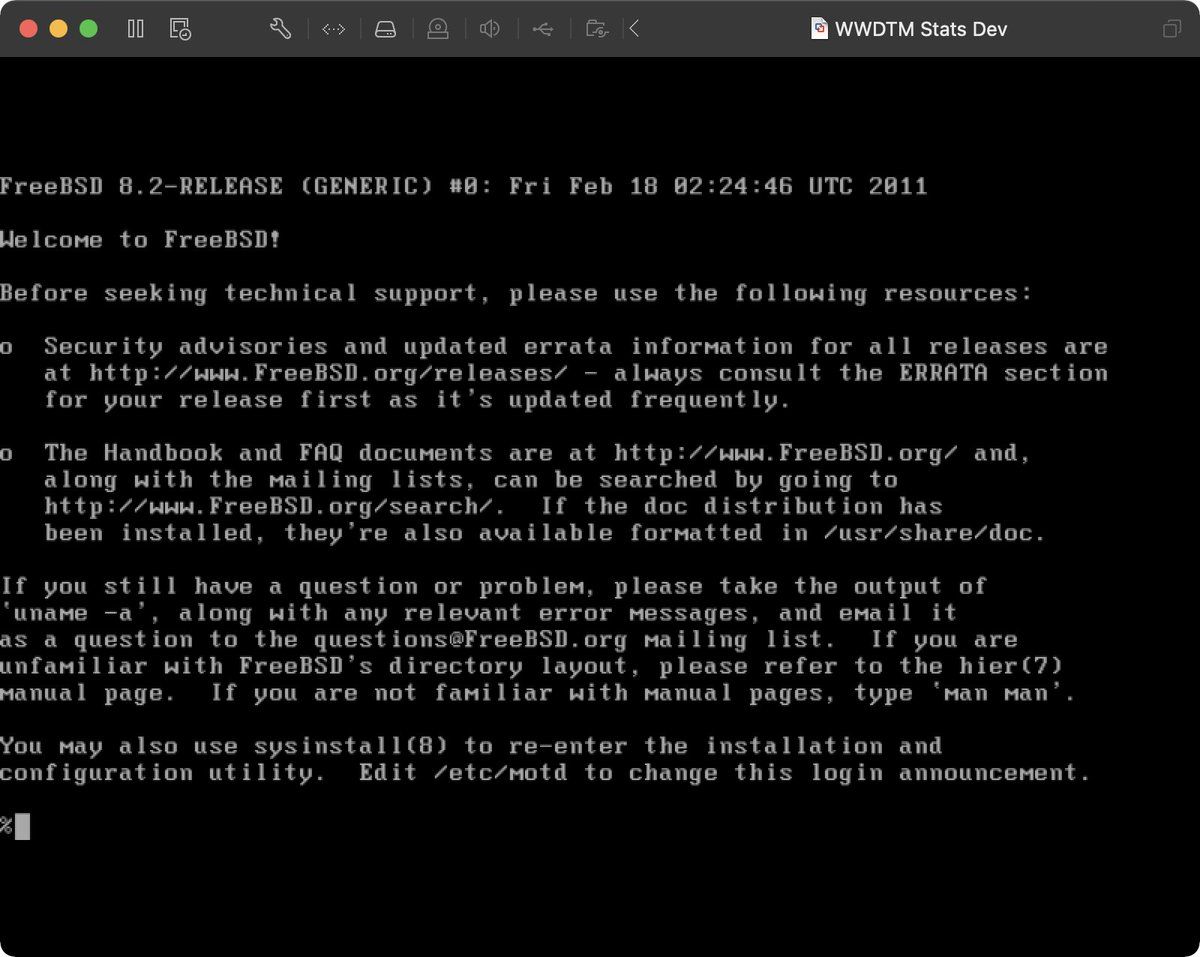 WWDTM Stats Dev
FreeBSD 8.2-RELEASE (GENERIC) #0: Fri Feb 18 02:24:46 UTC 2011
Welcome to FreeBSD!
Before seeking technical support, please use the following resources:
o  Security advisories and updated errata information for all releases are
   at http://www.FreeBSD.org/releases/ - always consult the ERRATA section
   for your release first as it's updated frequently.
o  The Handbook and FAQ documents are at http://www.FreeBSD.org/ and,
   along with the mailing lists, can be searched by going to
   http://www.FreeBSD.org/search/.  If the doc distribution has
   been installed, they're also available formatted in /usr/share/doc.
If you still have a question or problem, please take the output of
`uname -a', along with any relevant error messages, and email it
as a question to the questions@FreeBSD.org mailing list.  If you are
unfamiliar with FreeBSD's directory layout, please refer to the hier(7)
manual page.  If you are not familiar with manual pages, type `man man'.
You may also use sysinstall(8) to re-enter the installation and
configuration utility.  Edit /etc/motd to change this login announcement.
%